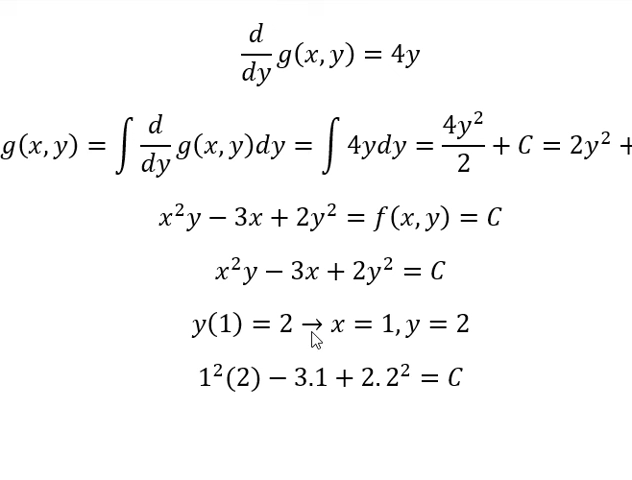 d/dy g(x, y) = 4y
g(x, y) = ∫ d/dy g(x, y)dy = ∫ 4ydy = 4y²/2 + C = 2y² +
x²y − 3x + 2y² = f(x, y) = C
x²y − 3x + 2y² = C
y(1) = 2 → x = 1, y = 2
1²(2) − 3.1 + 2. 2² = C